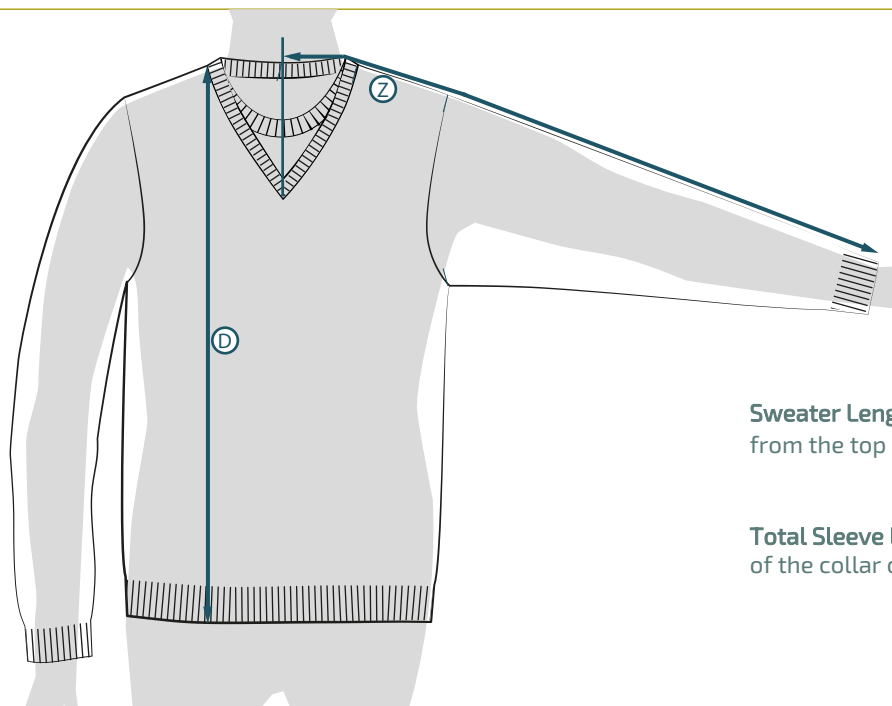 Z
D
Sweater Leng
from the top
Total Sleeve
of the collar